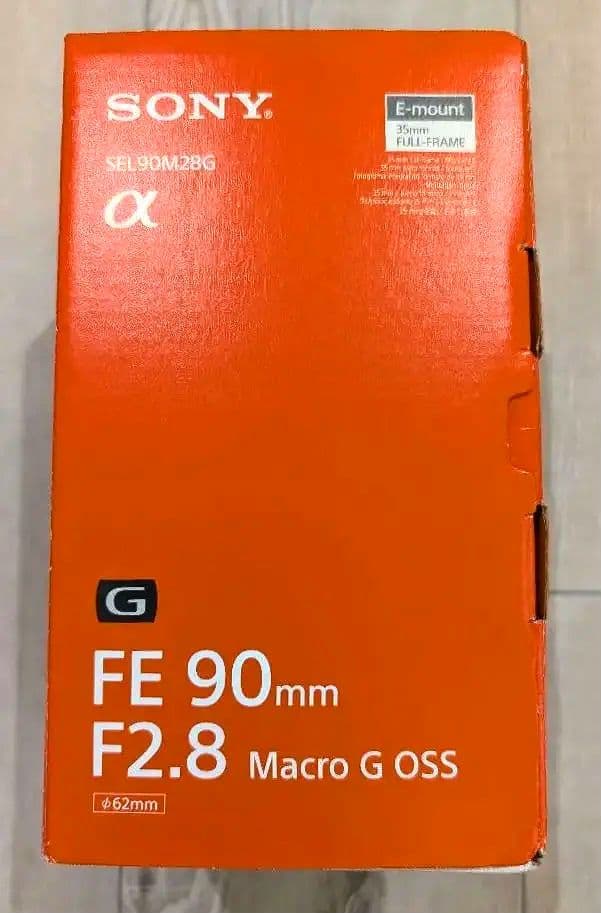 SONY®
SEL90M28G
α
E-mount
35mm
FULL-FRAME
G
FE 90mm
F2.8 Macro G OSS
ϕ62mm